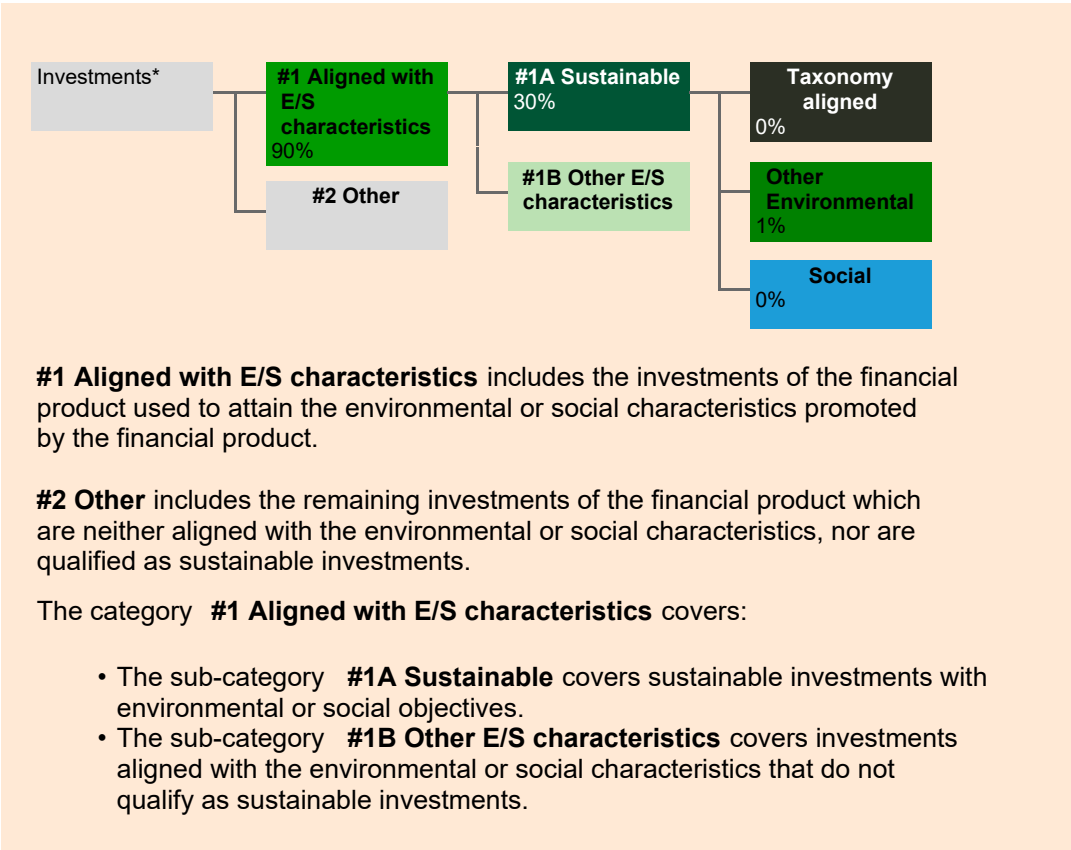 Investments*
#1 Aligned with
E/S
characteristics
90%
#2 Other
#1A Sustainable
30%
#1B Other E/S
characteristics
Taxonomy
aligned
0%
Other
Environmental
1%
Social
0%
#1 Aligned with E/S characteristics includes the investments of the financial
product used to attain the environmental or social characteristics promoted
by the financial product.
#2 Other includes the remaining investments of the financial product which
are neither aligned with the environmental or social characteristics, nor are
qualified as sustainable investments.
The category #1 Aligned with E/S characteristics covers:
• The sub-category #1A Sustainable covers sustainable investments with
environmental or social objectives.
• The sub-category #1B Other E/S characteristics covers investments
aligned with the environmental or social characteristics that do not
qualify as sustainable investments.